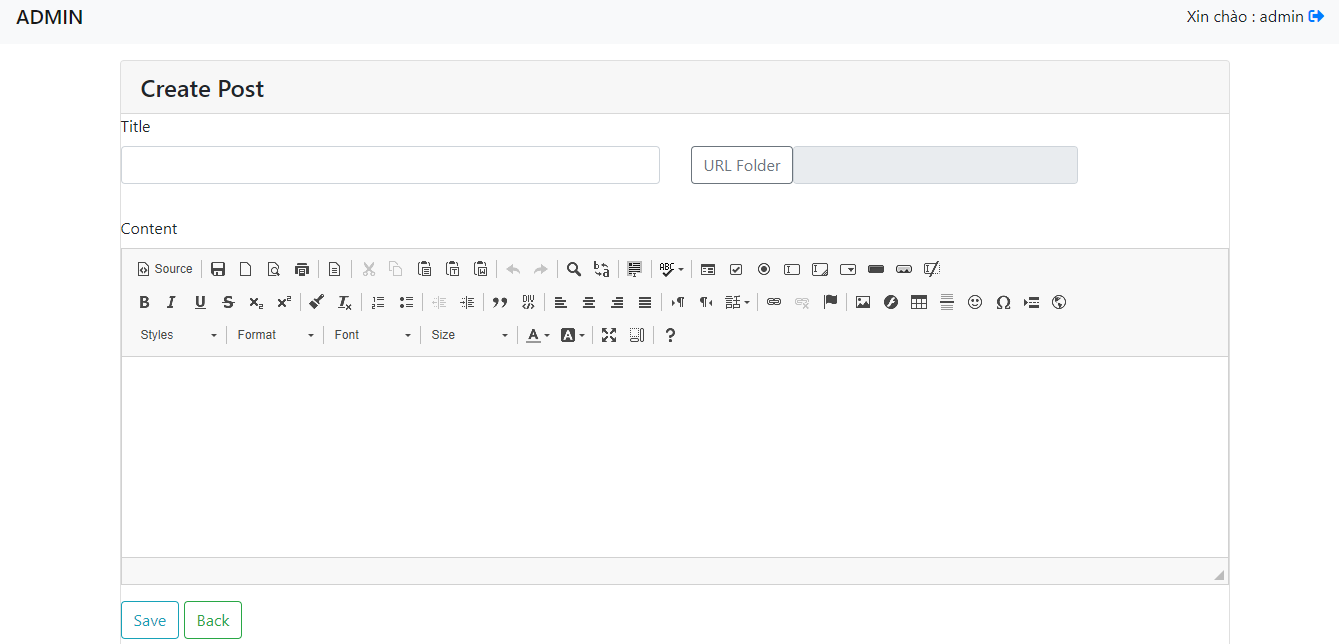 ADMIN
Xin chào : admin
Create Post
Title
URL Folder
Content
Source
Styles Format Font Size
Save Back